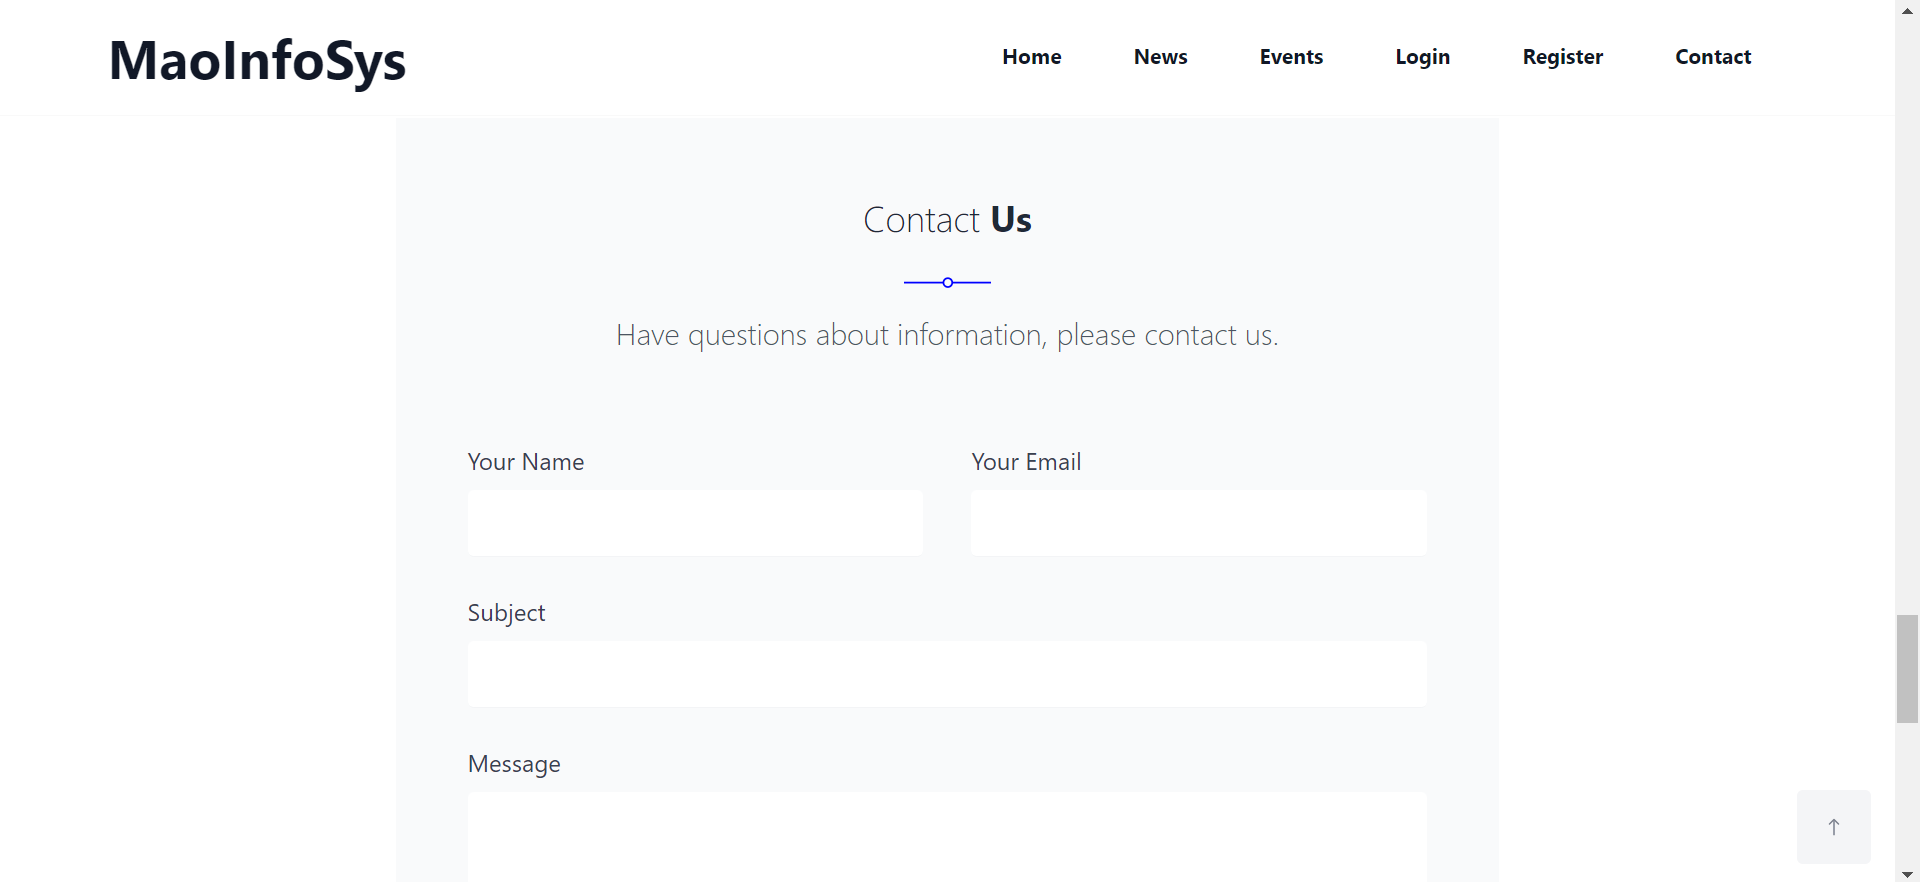 MaoInfoSys
Home News Events Login Register Contact
Contact Us
Have questions about information, please contact us.
Your Name Your Email
Subject
Message